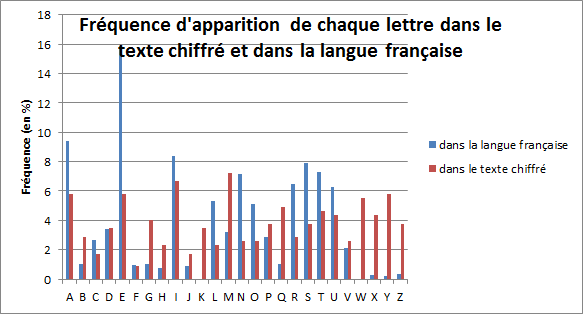 Fréquence d'apparition de chaque lettre dans le
texte chiffré et dans la langue française
Fréquence (en %)
18
16
14
12
10
8
6
4
2
0
A B C D E F G H I J K L M N O P Q R S T U V W X Y Z
dans la langue française
dans le texte chiffré